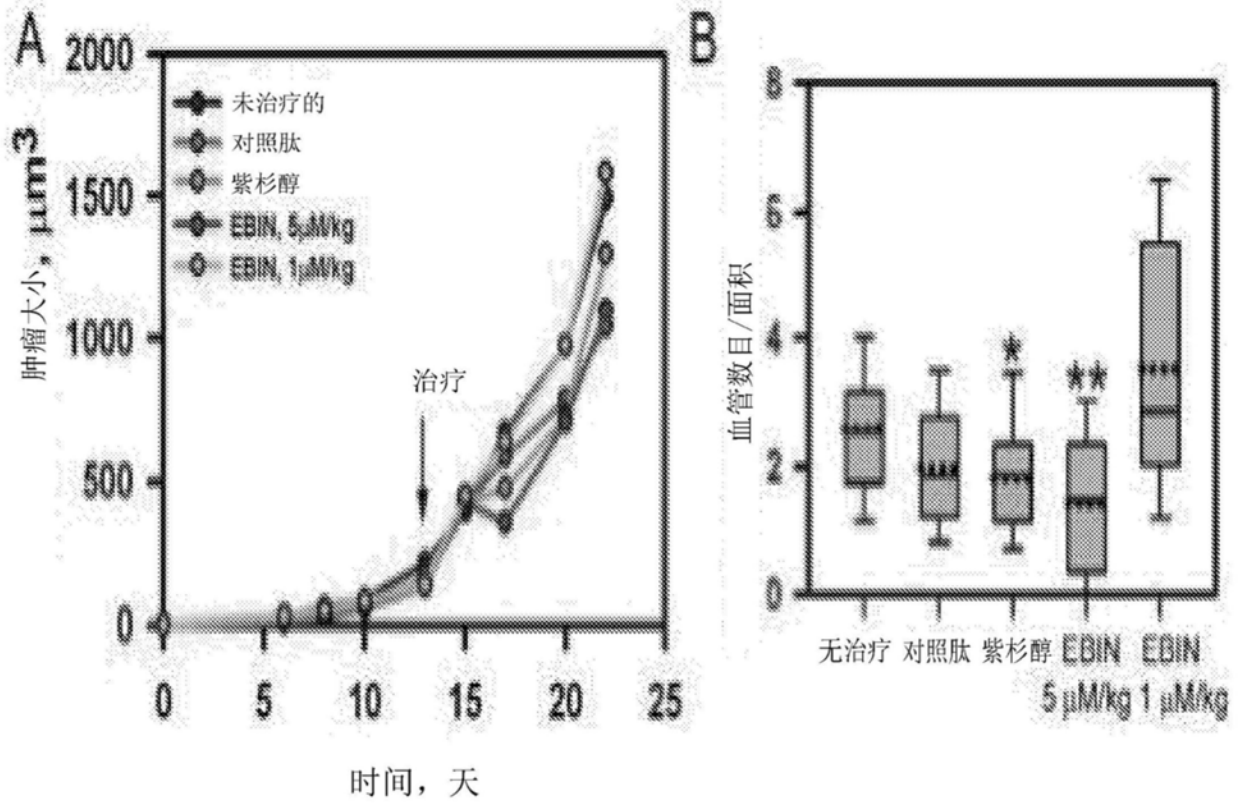 A
2000
1500
1000
500
0
肿瘤大小，μm3
未治疗的
对照肽
紫杉醇
EBIN, 5μM/kg
EBIN, 1μM/kg
治疗
0 5 10 15 20 25
时间，天
B
8
6
4
2
0
血管数目/面积
*
**
无治疗 对照肽 紫杉醇 EBIN EBIN
5 μM/kg 1 μM/kg